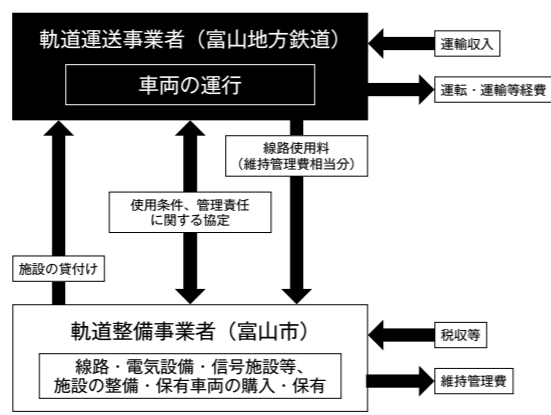 軌道運送事業者（富山地方鉄道）
車両の運行
運輸収入
運転・運輸等経費
線路使用料
（維持管理費相当分）
使用条件、管理責任
に関する協定
施設の貸付け
軌道整備事業者（富山市）
線路・電気設備・信号施設等、
施設の整備・保有車両の購入・保有
税収等
維持管理費